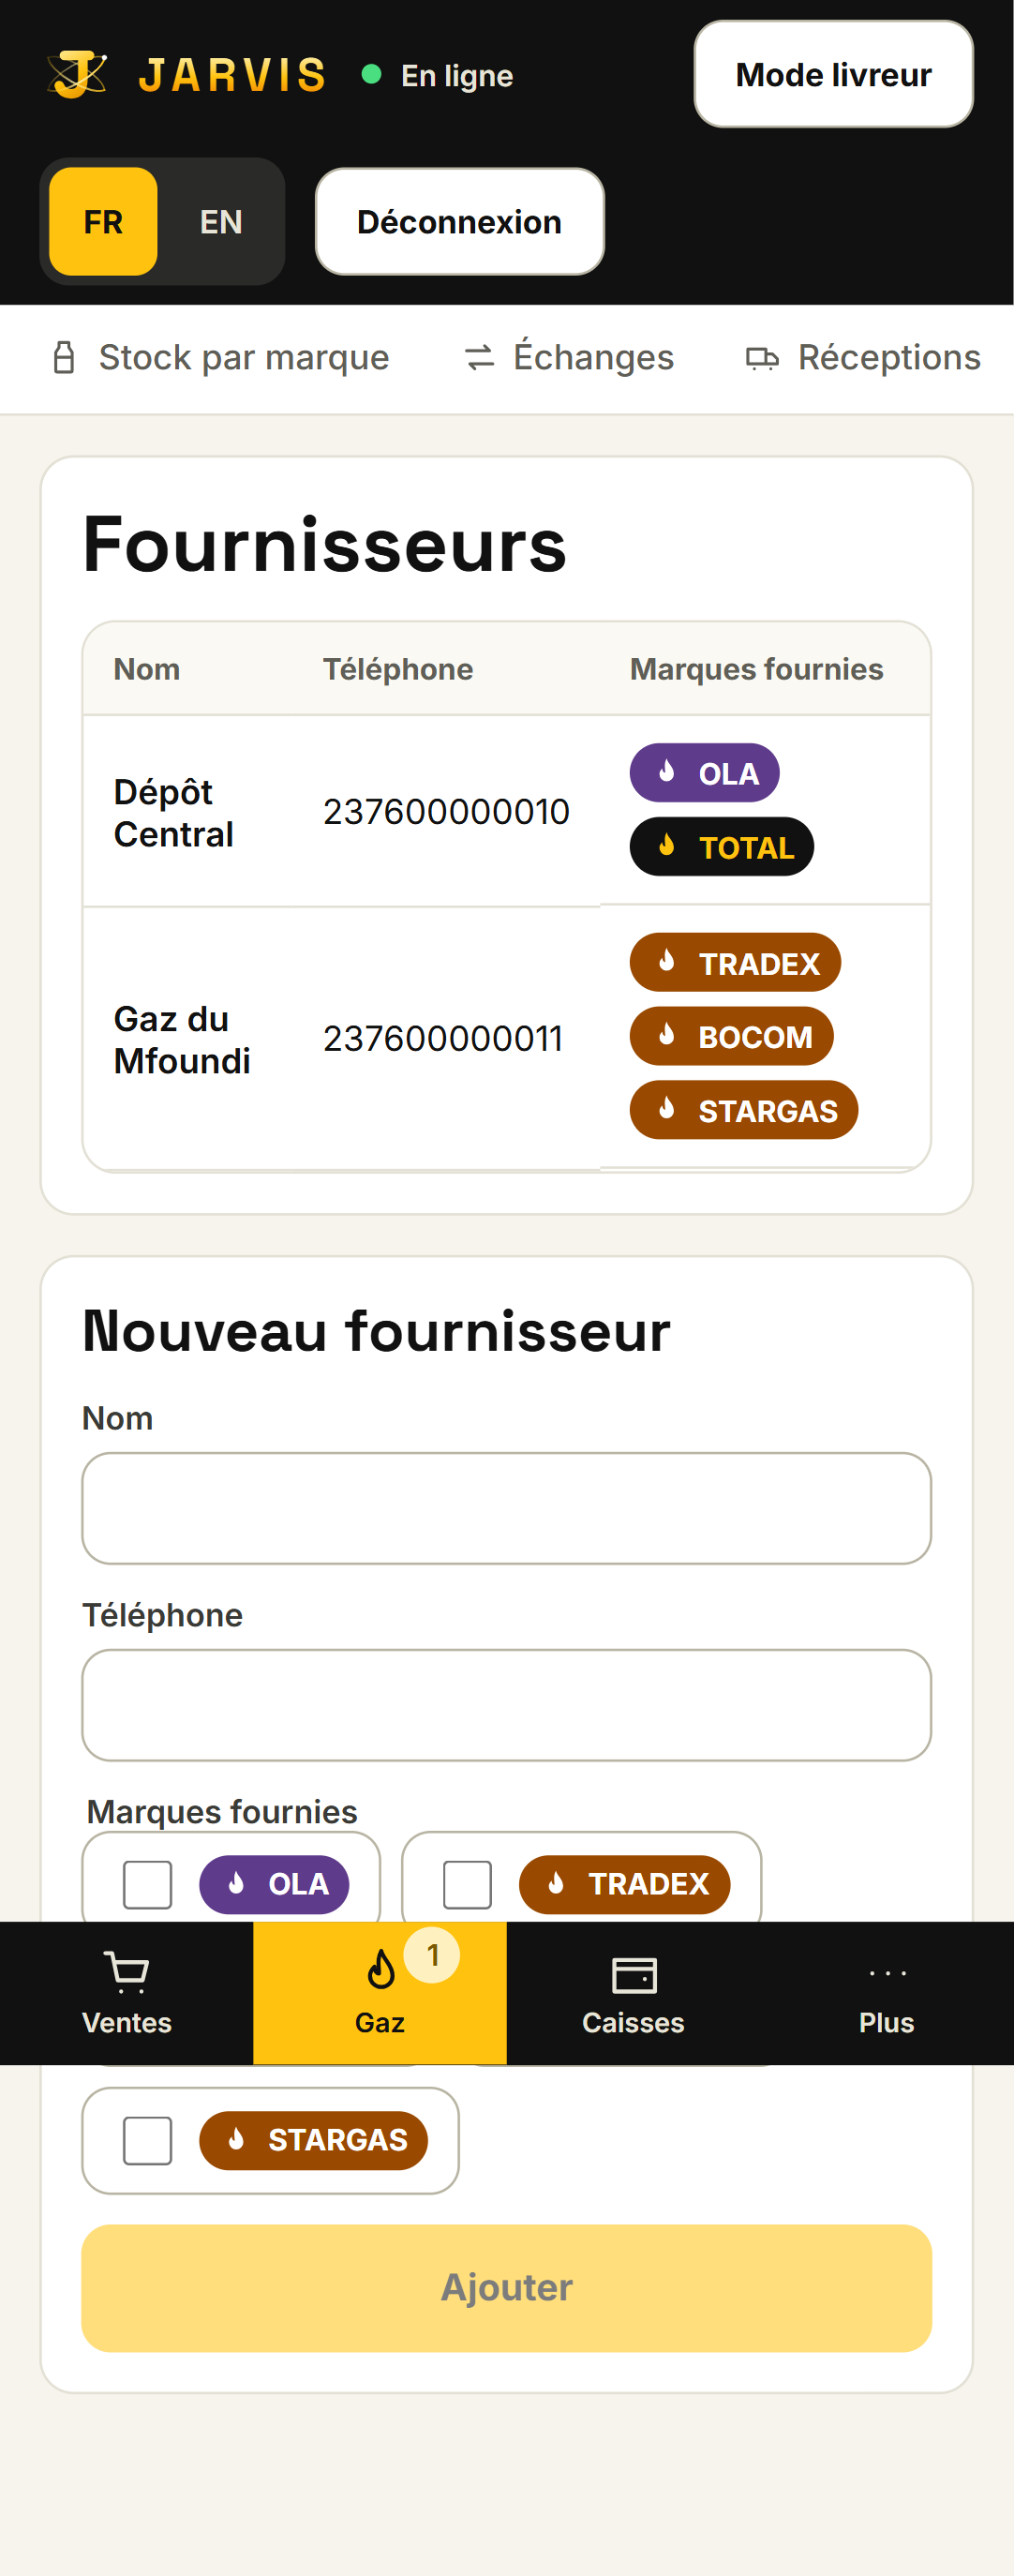 JARVIS
En ligne
Mode livreur
FR
EN
Déconnexion
Stock par marque
Échanges
Réceptions
Fournisseurs
Nom
Téléphone
Marques fournies
Dépôt
Central
237600000010
OLA
TOTAL
Gaz du
Mfoundi
237600000011
TRADEX
BOCOM
STARGAS
Nouveau fournisseur
Nom
Téléphone
Marques fournies
OLA
TRADEX
Ventes
1
Gaz
Caisses
Plus
STARGAS
Ajouter